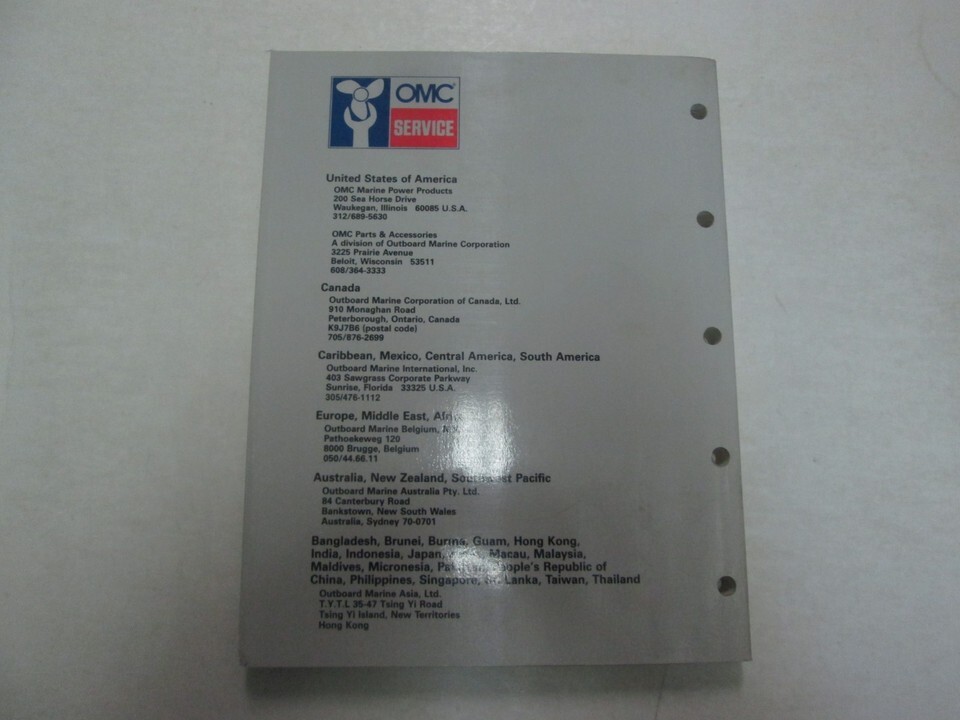 OMC
SERVICE
United States of America
OMC Marine Power Products
200 Sea Horse Drive
Waukegan, Illinois 60085 U.S.A.
312/689-5630
OMC Parts & Accessories
A division of Outboard Marine Corporation
3225 Prairie Avenue
Beloit, Wisconsin 53511
608/364-3333
Canada
Outboard Marine Corporation of Canada, Ltd.
910 Monaghan Road
Peterborough, Ontario, Canada
K9J7B6 (postal code)
705/876-2699
Caribbean, Mexico, Central America, South America
Outboard Marine International, Inc.
403 Sawgrass Corporate Parkway
Sunrise, Florida 33325 U.S.A.
305/476-1112
Europe, Middle East, Africa
Outboard Marine Belgium,
Pathoekeweg 120
8000 Brugge, Belgium
050/44.66.11
Australia, New Zealand, Southwest Pacific
Outboard Marine Australia Pty. Ltd.
84 Canterbury Road
Bankstown, New South Wales
Australia, Sydney 70-0701
Bangladesh, Brunei, Burma, Guam, Hong Kong,
India, Indonesia, Japan, Macau, Malaysia,
Maldives, Micronesia, Pakistan, People's Republic of
China, Philippines, Singapore, Sri Lanka, Taiwan, Thailand
Outboard Marine Asia, Ltd.
T.Y.T.L 35-47 Tsing Yi Road
Tsing Yi Island, New Territories
Hong Kong